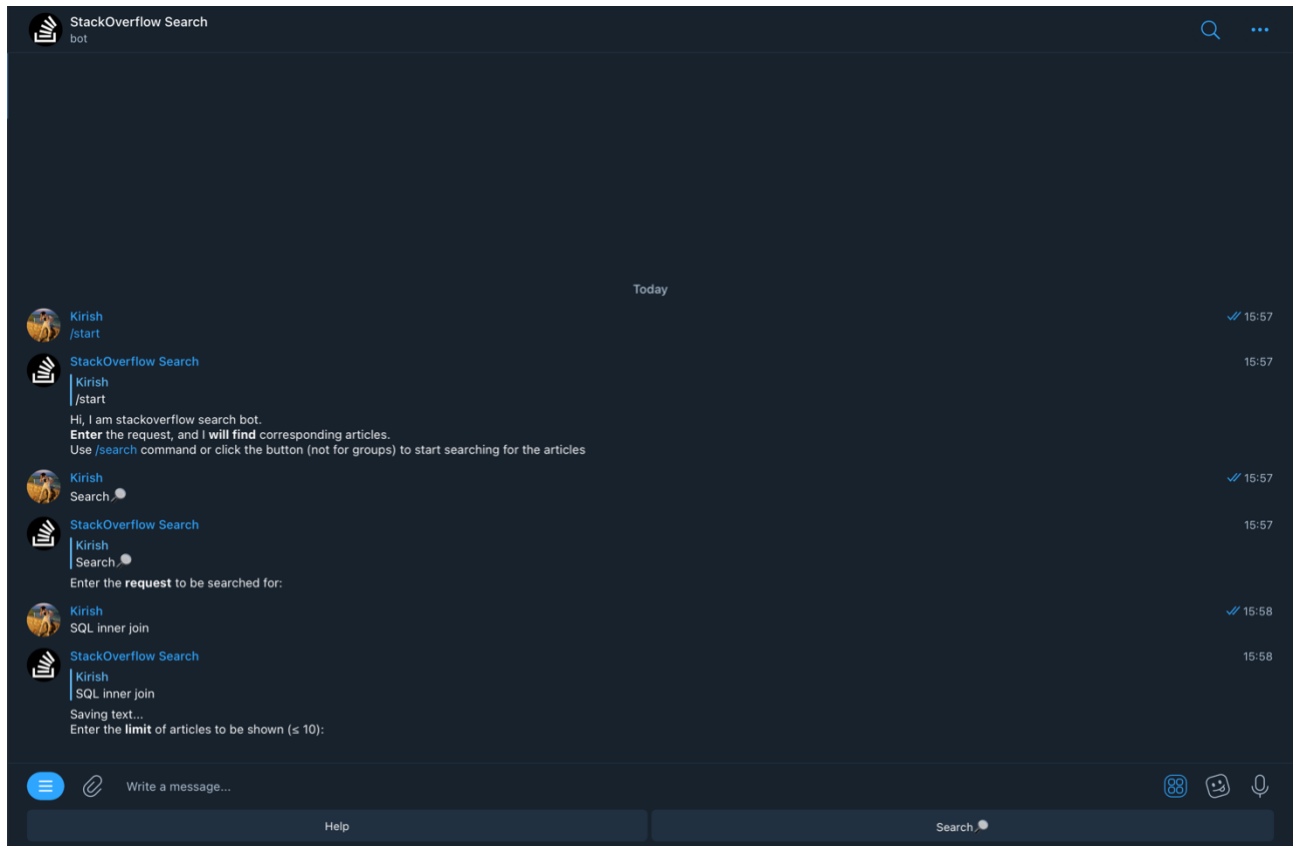 StackOverflow Search
bot
Today
Kirish
15:57
/start
StackOverflow Search
15:57
Kirish
/start
Hi, I am stackoverflow search bot.
Enter the request, and I will find corresponding articles.
Use /search command or click the button (not for groups) to start searching for the articles
Kirish
15:57
Search🔎
StackOverflow Search
15:57
Kirish
Search🔎
Enter the request to be searched for:
Kirish
15:58
SQL inner join
StackOverflow Search
15:58
Kirish
SQL inner join
Saving text...
Enter the limit of articles to be shown (≤ 10):
Write a message...
Help
Search🔎